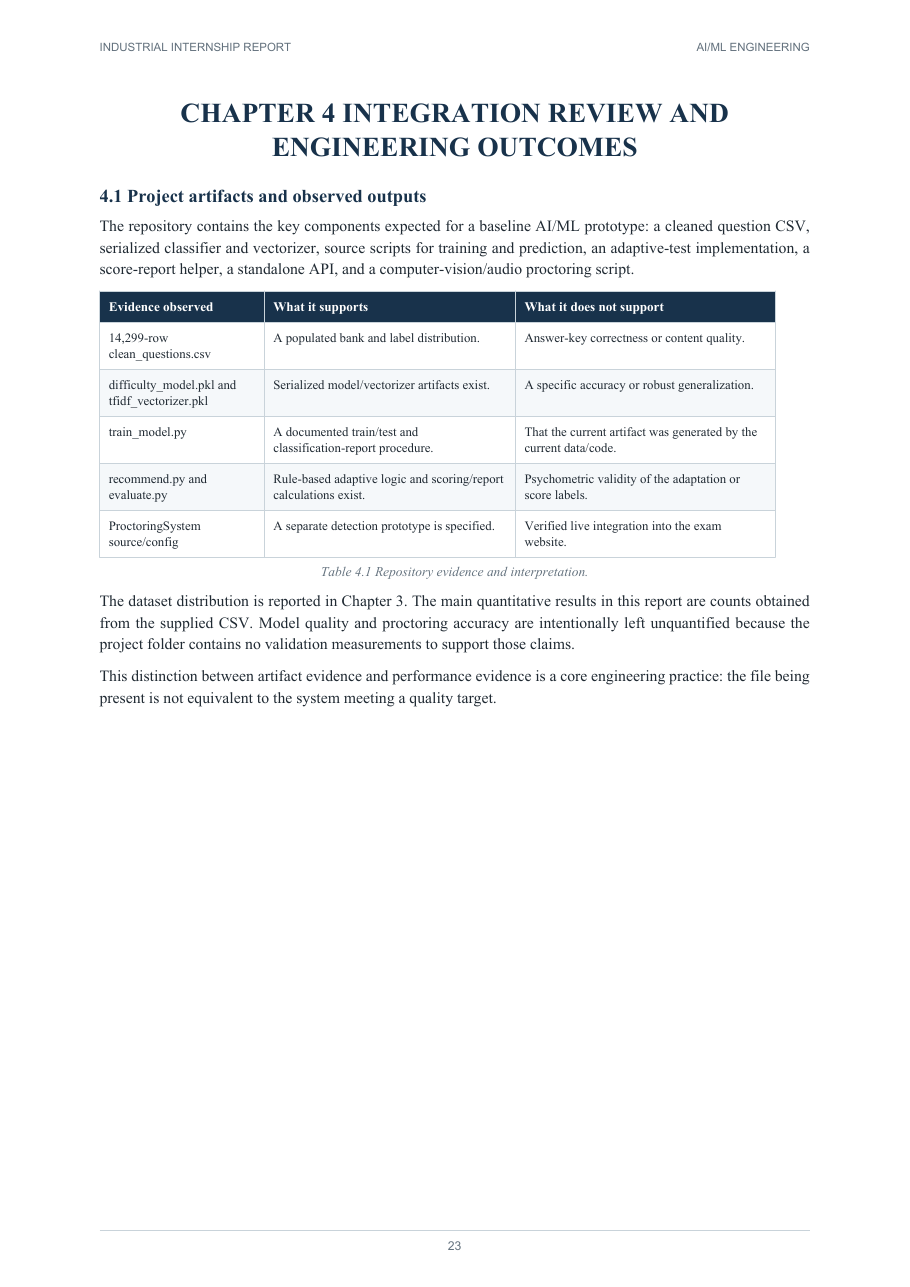 INDUSTRIAL INTERNSHIP REPORT
AI/ML ENGINEERING
CHAPTER 4 INTEGRATION REVIEW AND
ENGINEERING OUTCOMES
4.1 Project artifacts and observed outputs
The repository contains the key components expected for a baseline AI/ML prototype: a cleaned question CSV,
serialized classifier and vectorizer, source scripts for training and prediction, an adaptive-test implementation, a
score-report helper, a standalone API, and a computer-vision/audio proctoring script.
Evidence observed
What it supports
What it does not support
14,299-row
clean_questions.csv
A populated bank and label distribution.
Answer-key correctness or content quality.
difficulty_model.pkl and
tfidf_vectorizer.pkl
Serialized model/vectorizer artifacts exist.
A specific accuracy or robust generalization.
train_model.py
A documented train/test and
classification-report procedure.
That the current artifact was generated by the
current data/code.
recommend.py and
evaluate.py
Rule-based adaptive logic and scoring/report
calculations exist.
Psychometric validity of the adaptation or
score labels.
ProctoringSystem
source/config
A separate detection prototype is specified.
Verified live integration into the exam
website.
Table 4.1 Repository evidence and interpretation.
The dataset distribution is reported in Chapter 3. The main quantitative results in this report are counts obtained
from the supplied CSV. Model quality and proctoring accuracy are intentionally left unquantified because the
project folder contains no validation measurements to support those claims.
This distinction between artifact evidence and performance evidence is a core engineering practice: the file being
present is not equivalent to the system meeting a quality target.
23